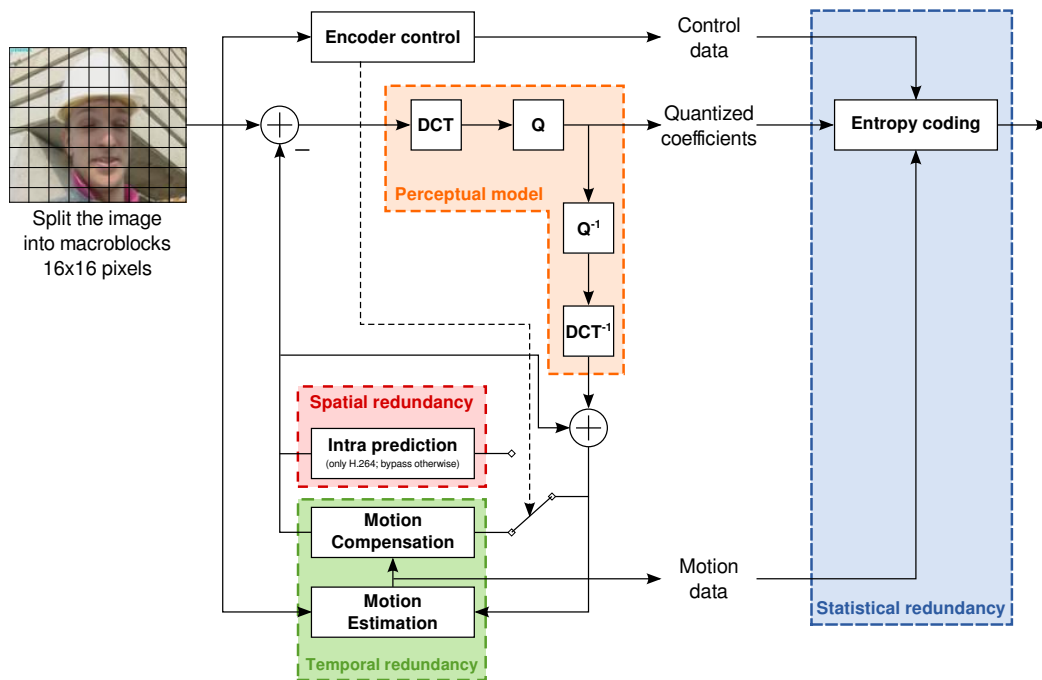 Encoder control
Control
data
DCT
Q
Quantized
coefficients
Entropy coding
Perceptual model
Split the image
into macroblocks
16x16 pixels
Q-1
DCT-1
Spatial redundancy
Intra prediction
(only H.264; bypass otherwise)
Motion
Compensation
Motion
data
Motion
Estimation
Statistical redundancy
Temporal redundancy